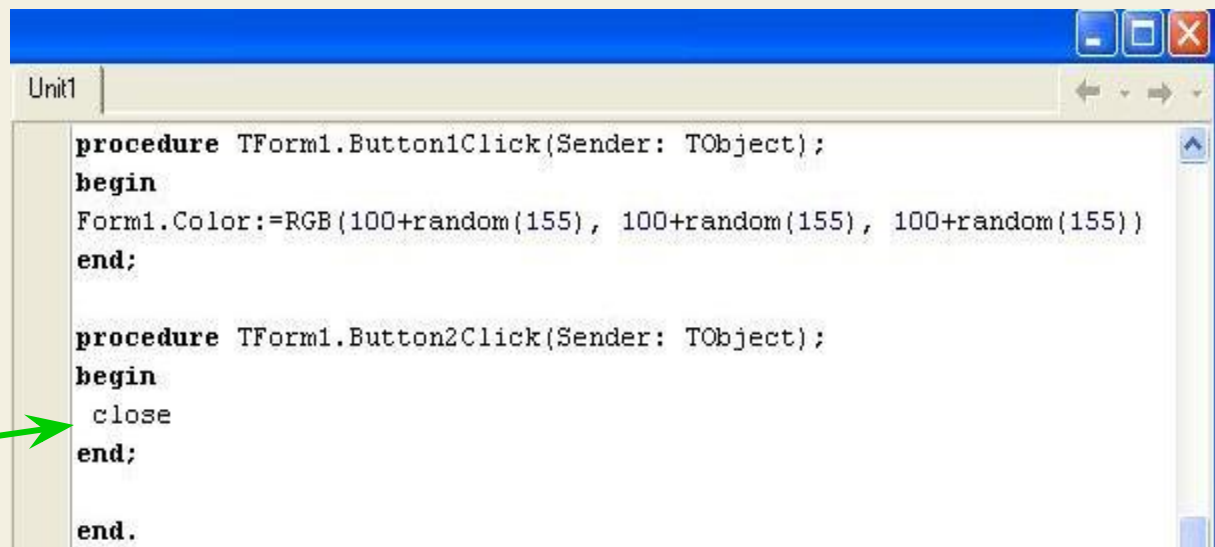 Unit1
procedure TForm1.Button1Click(Sender: TObject);
begin
Form1.Color:=RGB(100+random(155), 100+random(155), 100+random(155))
end;
procedure TForm1.Button2Click(Sender: TObject);
begin
close
end;
end.